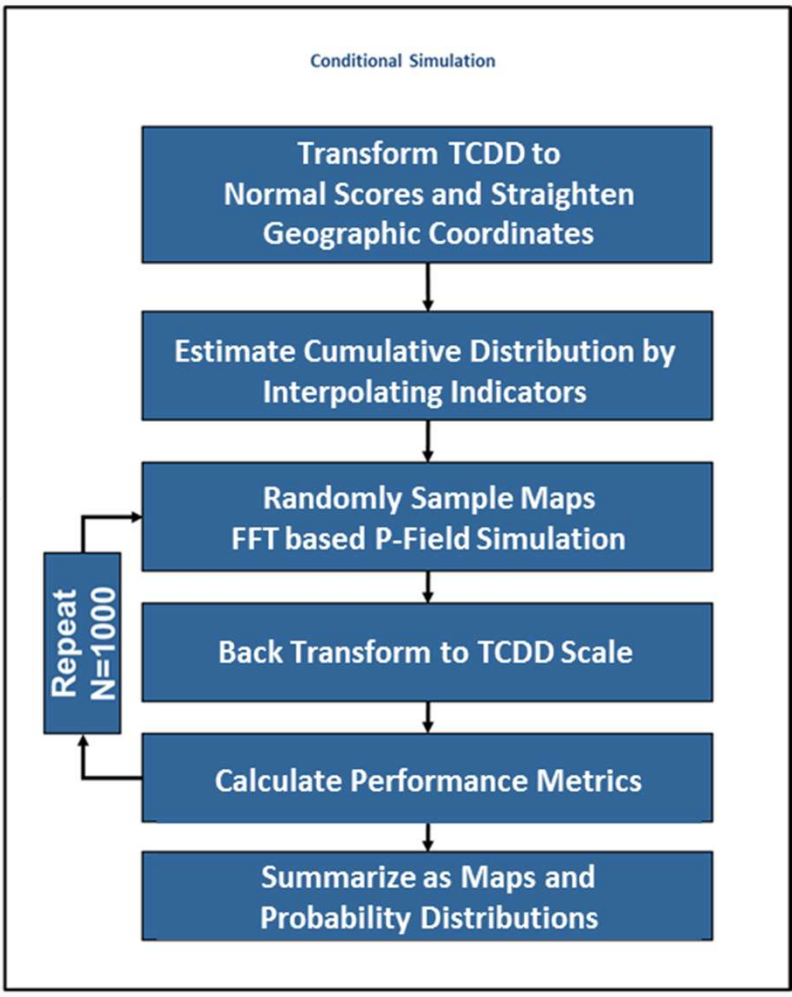 Conditional Simulation
Transform TCDD to
Normal Scores and Straighten
Geographic Coordinates
Estimate Cumulative Distribution by
Interpolating Indicators
Randomly Sample Maps
FFT based P-Field Simulation
Repeat
N=1000
Back Transform to TCDD Scale
Calculate Performance Metrics
Summarize as Maps and
Probability Distributions